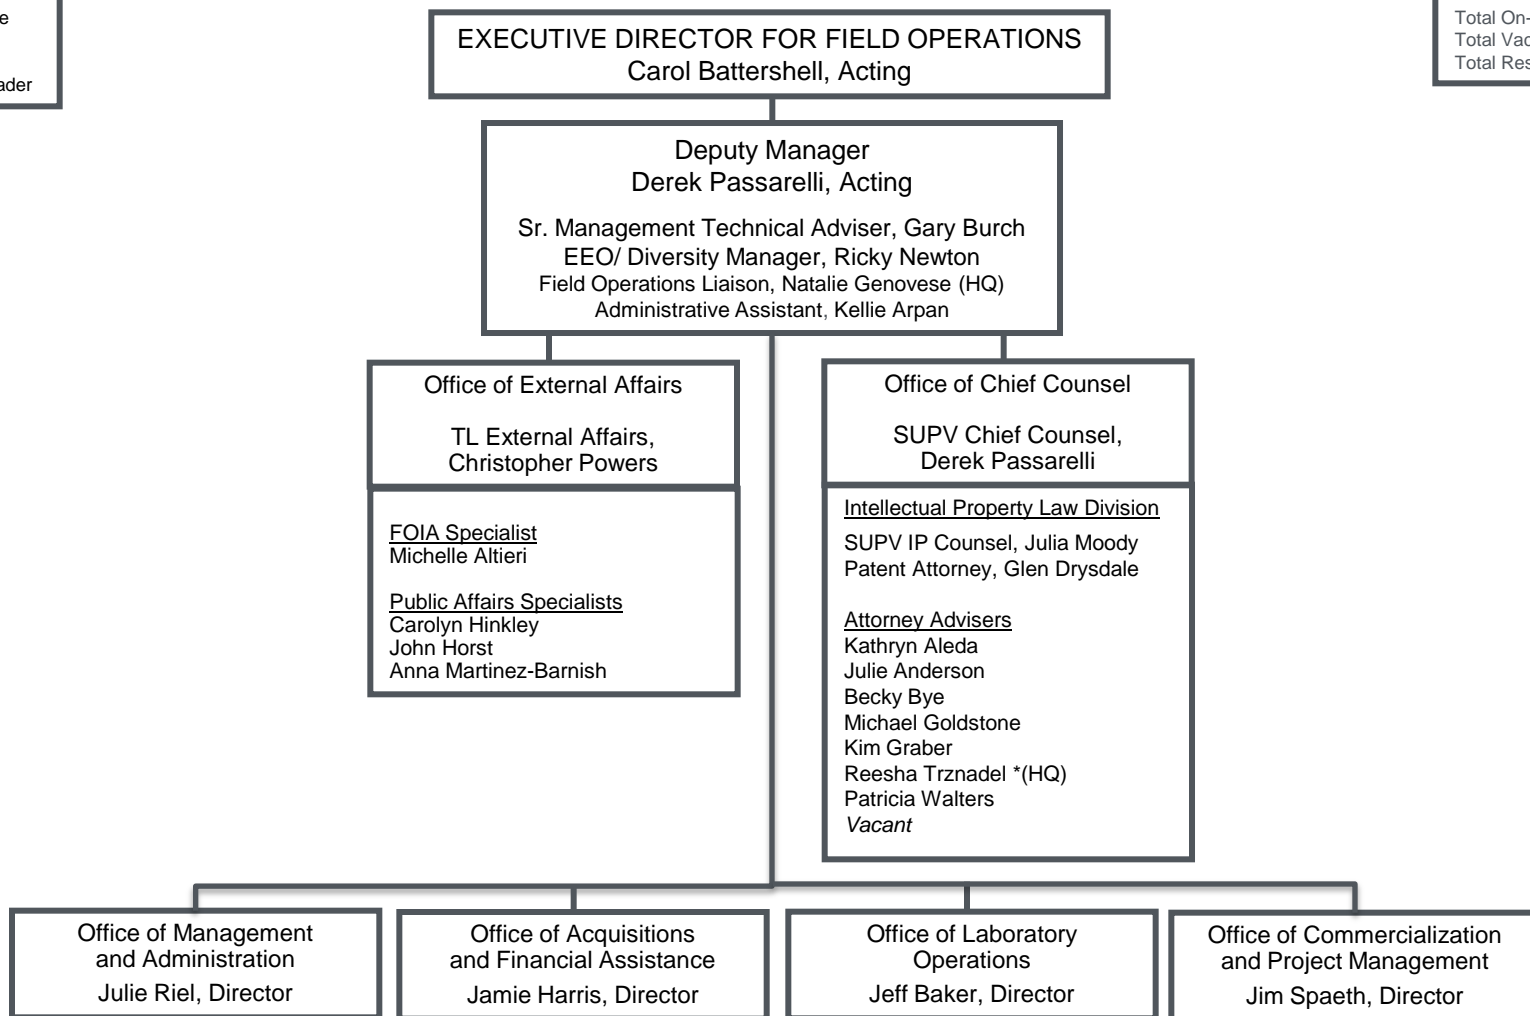 EXECUTIVE DIRECTOR FOR FIELD OPERATIONS
Carol Battershell, Acting
Total On-
Total Vac
Total Res
Deputy Manager
Derek Passarelli, Acting
Sr. Management Technical Adviser, Gary Burch
EEO/ Diversity Manager, Ricky Newton
Field Operations Liaison, Natalie Genovese (HQ)
Administrative Assistant, Kellie Arpan
Office of External Affairs
TL External Affairs,
Christopher Powers
FOIA Specialist
Michelle Altieri
Public Affairs Specialists
Carolyn Hinkley
John Horst
Anna Martinez-Barnish
Office of Chief Counsel
SUPV Chief Counsel,
Derek Passarelli
Intellectual Property Law Division
SUPV IP Counsel, Julia Moody
Patent Attorney, Glen Drysdale
Attorney Advisers
Kathryn Aleda
Julie Anderson
Becky Bye
Michael Goldstone
Kim Graber
Reesha Trznadel *(HQ)
Patricia Walters
Vacant
Office of Management
and Administration
Julie Riel, Director
Office of Acquisitions
and Financial Assistance
Jamie Harris, Director
Office of Laboratory
Operations
Jeff Baker, Director
Office of Commercialization
and Project Management
Jim Spaeth, Director